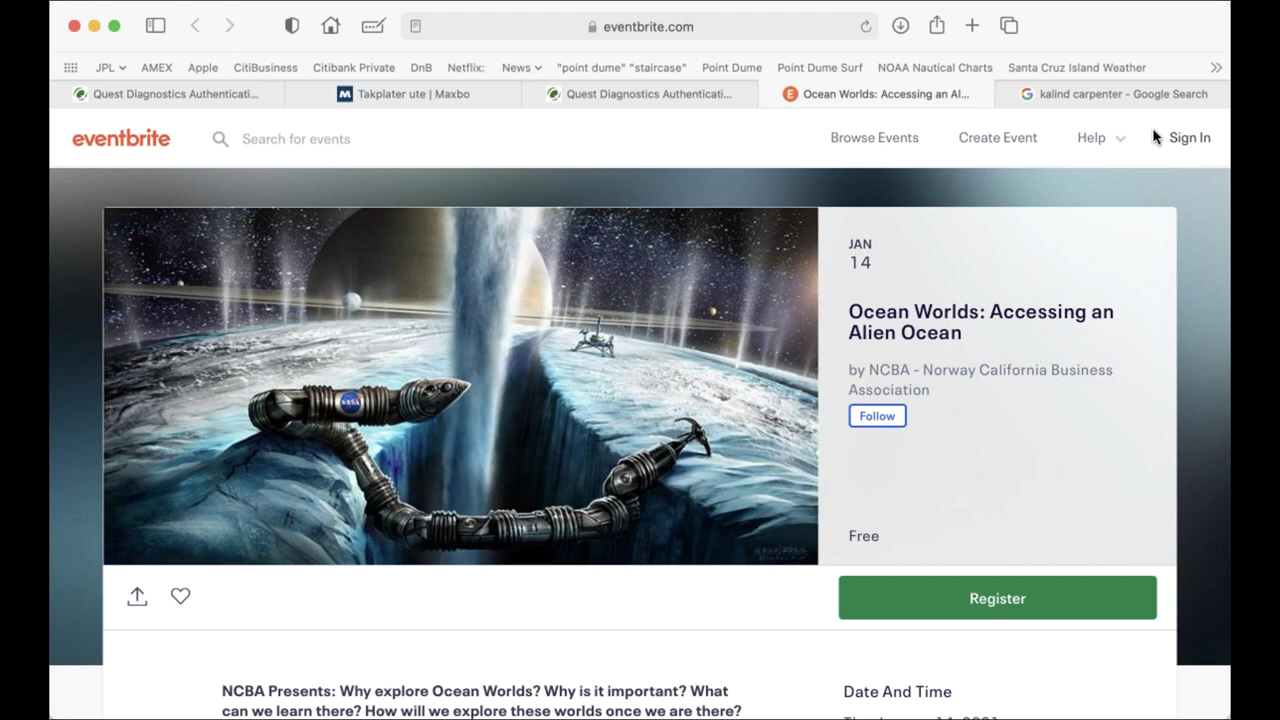 eventbrite.com
JPL
AMEX
Apple
CitiBusiness
Citibank Private
DnB
Netflix:
News
"point dume" "staircase"
Point Dume
Point Dume Surf
NOAA Nautical Charts
Santa Cruz Island Weather
Quest Diagnostics Authenticati...
Takplater ute | Maxbo
Quest Diagnostics Authenticati...
Ocean Worlds: Accessing an Al...
kalind carpenter - Google Search
eventbrite
Search for events
Browse Events
Create Event
Help
Sign In
NASA
JAN
14
Ocean Worlds: Accessing an
Alien Ocean
by NCBA - Norway California Business
Association
Follow
Free
Register
NCBA Presents: Why explore Ocean Worlds? Why is it important? What
can we learn there? How will we explore these worlds once we are there?
Date And Time